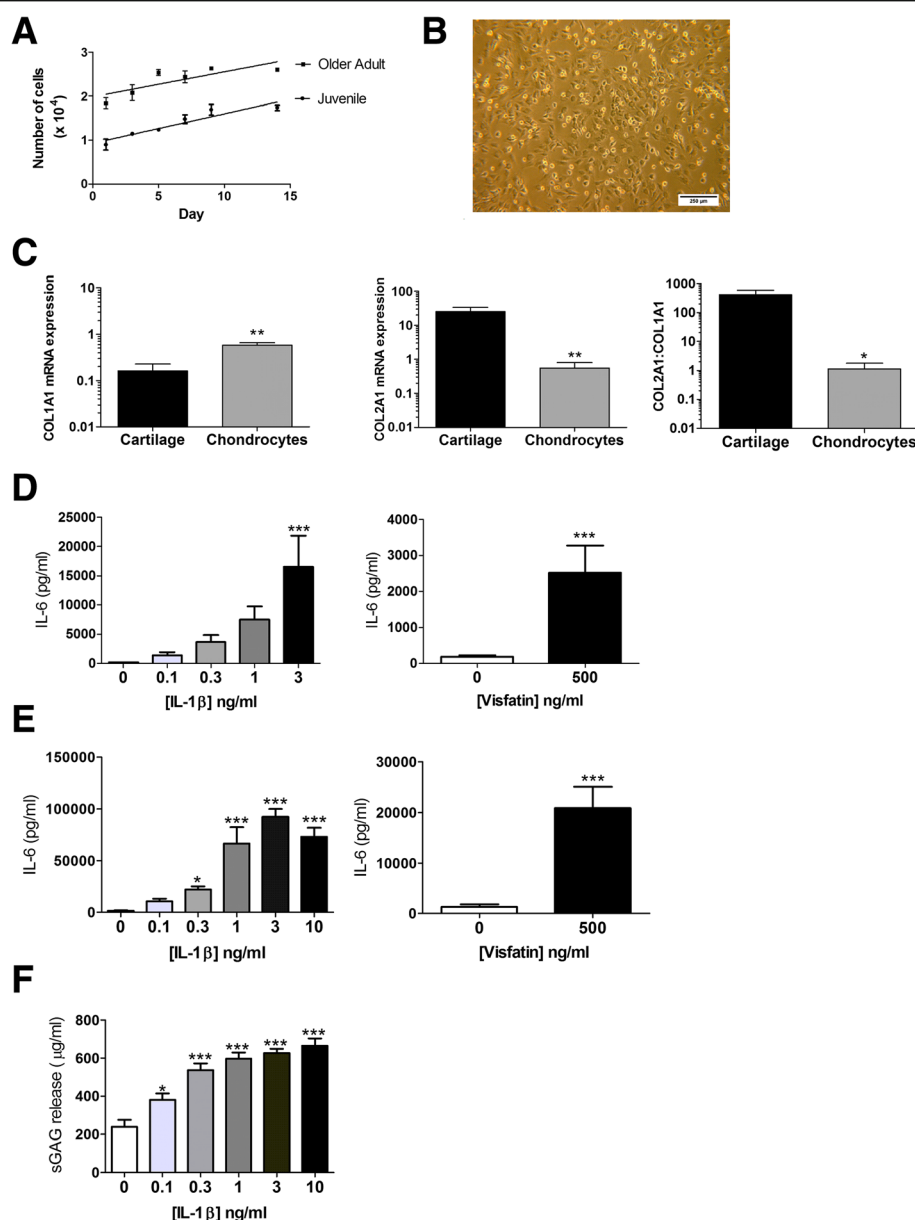 A
Number of cells
(x 10⁴)
3
2
1
0
0
5
10
15
Day
Older Adult
Juvenile
B
250 µm
C
COL1A1 mRNA expression
10
1
0.1
0.01
**
Cartilage Chondrocytes
COL2A1 mRNA expression
100
10
1
0.1
0.01
**
Cartilage Chondrocytes
COL2A1:COL1A1
1000
100
10
1
0.1
0.01
*
Cartilage Chondrocytes
D
IL-6 (pg/ml)
25000
20000
15000
10000
5000
0
***
0 0.1 0.3 1 3
[IL-1β] ng/ml
IL-6 (pg/ml)
4000
3000
2000
1000
0
***
0 500
[Visfatin] ng/ml
E
IL-6 (pg/ml)
150000
100000
50000
0
* *** *** ***
0 0.1 0.3 1 3 10
[IL-1β] ng/ml
IL-6 (pg/ml)
30000
20000
10000
0
***
0 500
[Visfatin] ng/ml
F
sGAG release ( µg/ml)
800
600
400
200
0
* *** *** *** ***
0 0.1 0.3 1 3 10
[IL-1β] ng/ml